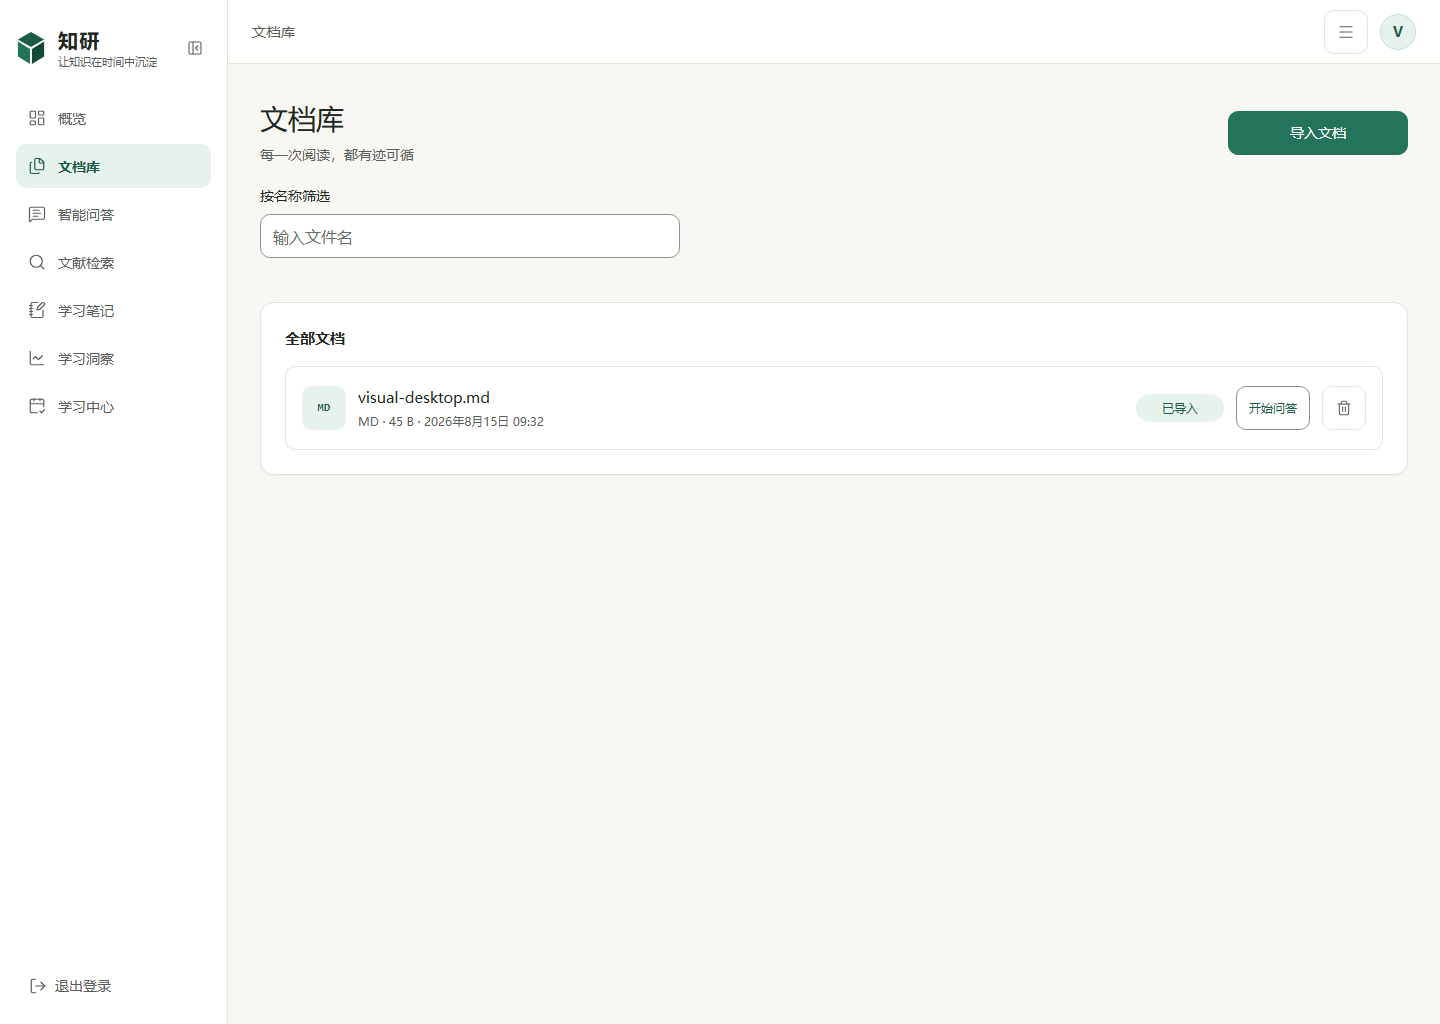 知研
让知识在时间中沉淀
概览
文档库
智能问答
文献检索
学习笔记
学习洞察
学习中心
退出登录
文档库
V
文档库
每一次阅读，都有迹可循
导入文档
按名称筛选
输入文件名
全部文档
MD
visual-desktop.md
MD · 45 B · 2026年8月15日 09:32
已导入
开始问答